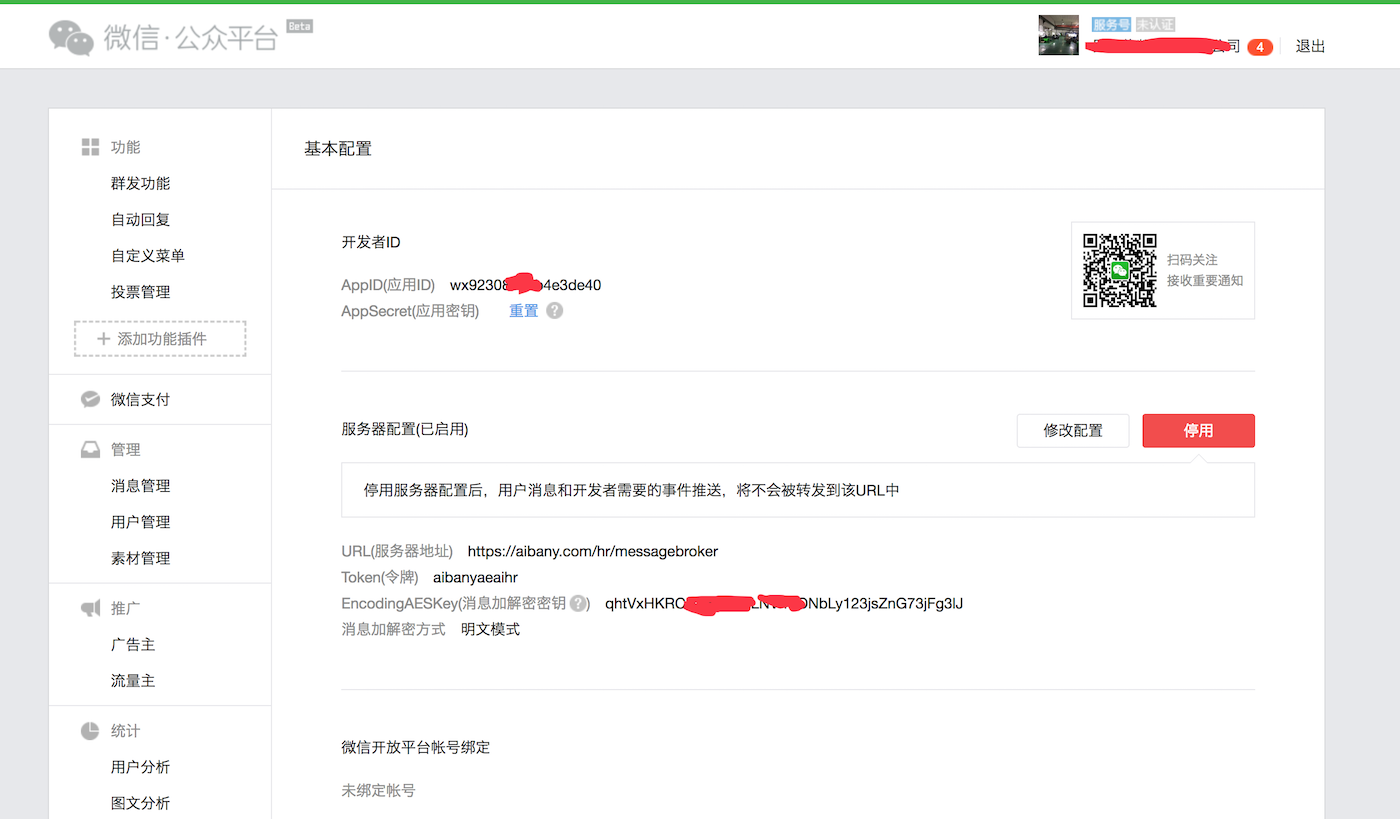 微信·公众平台 Beta
服务号 未认证
公司 4 退出
功能
群发功能
自动回复
自定义菜单
投票管理
添加功能插件
微信支付
管理
消息管理
用户管理
素材管理
推广
广告主
流量主
统计
用户分析
图文分析
基本配置
开发者ID
AppID(应用ID) wx9230 4e3de40
AppSecret(应用密钥) 重置 ?
扫码关注
接收重要通知
服务器配置(已启用) 修改配置 停用
停用服务器配置后，用户消息和开发者需要的事件推送，将不会被转发到该URL中
URL(服务器地址) https://aibany.com/hr/messagebroker
Token(令牌) aibanyaeaihr
EncodingAESKey(消息加解密密钥 ?) qhtVxHKR NbLy123jsZnG73jFg3lJ
消息加解密方式 明文模式
微信开放平台帐号绑定
未绑定帐号